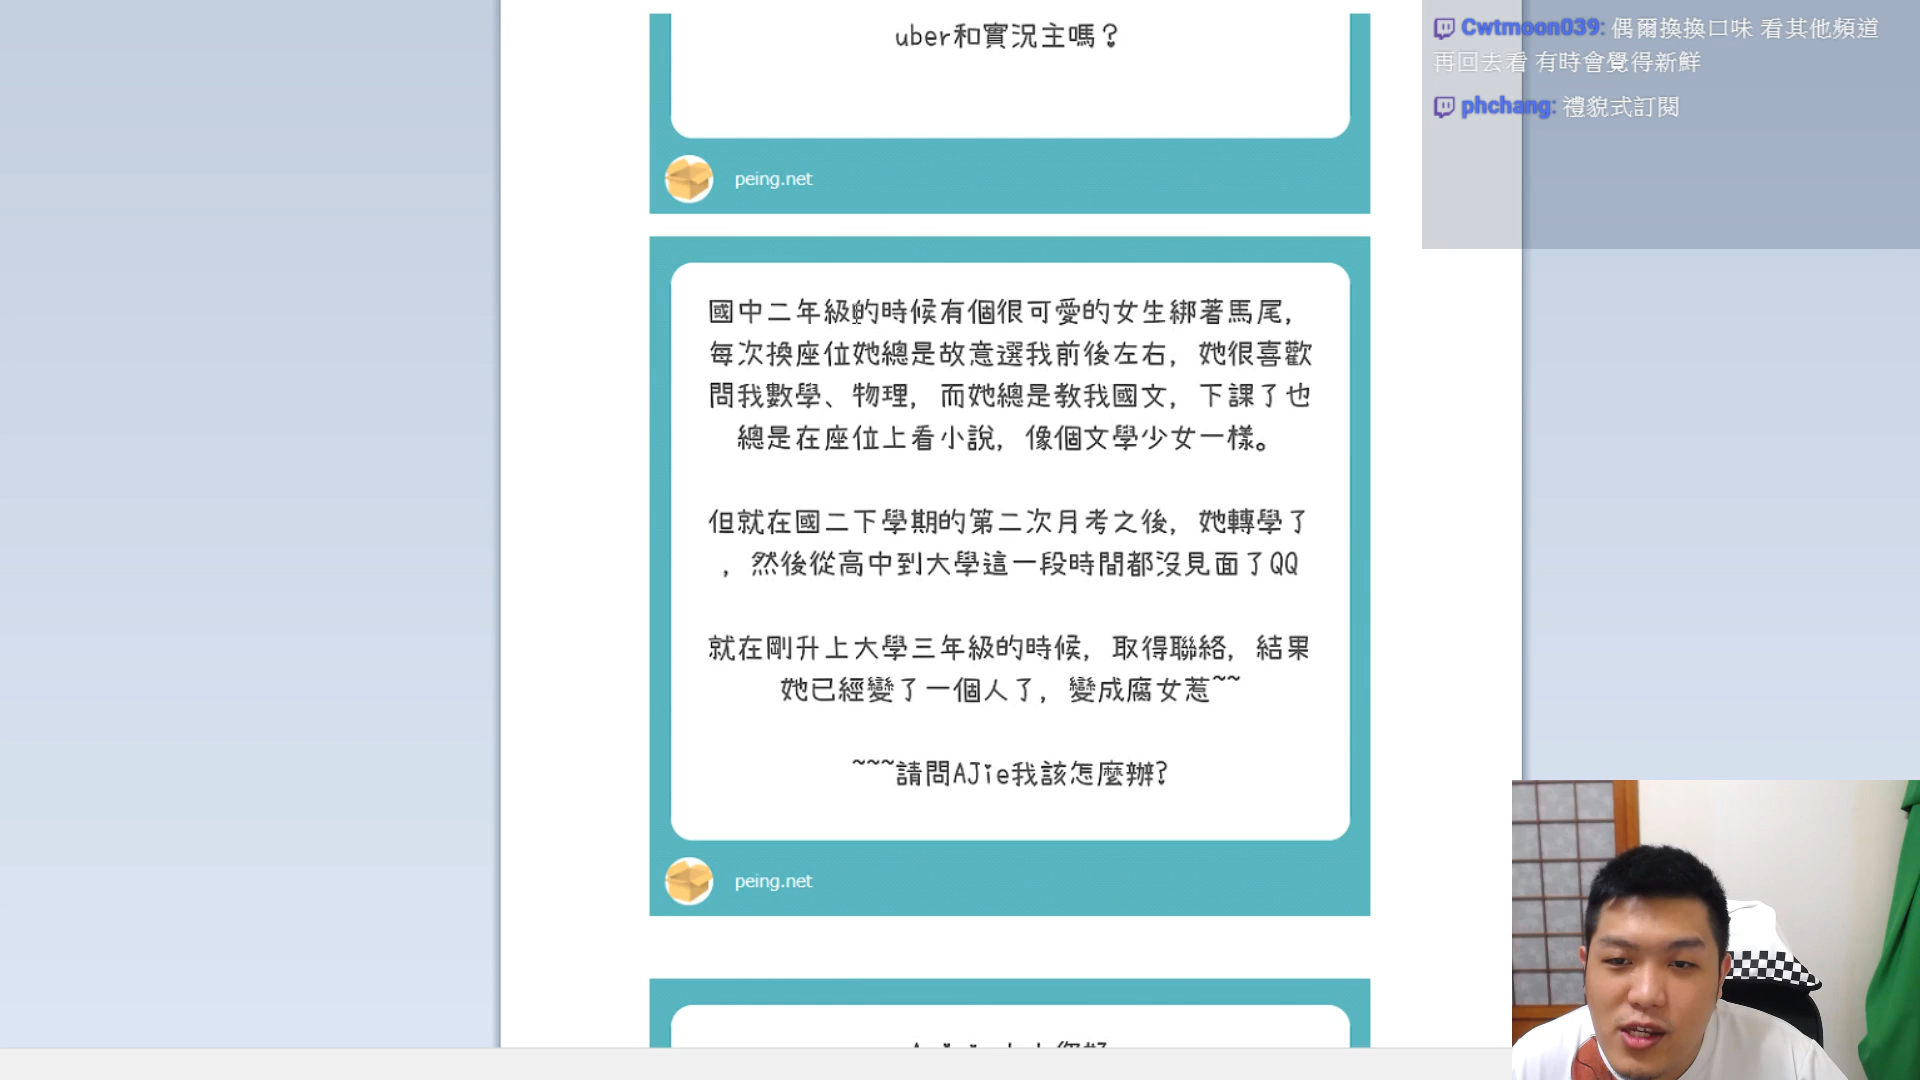 uber和實況主嗎？
peing.net
國中二年級的時候有個很可愛的女生綁著馬尾,
每次換座位她總是故意選我前後左右, 她很喜歡
問我數學、物理, 而她總是教我國文, 下課了也
總是在座位上看小說, 像個文學少女一樣。
但就在國二下學期的第二次月考之後, 她轉學了
, 然後從高中到大學這一段時間都沒見面了QQ
就在剛升上大學三年級的時候, 取得聯絡, 結果
她已經變了一個人了, 變成腐女惹~~
~~~請問AJie我該怎麼辦?
peing.net
Cwtmoon039: 偶爾換換口味 看其他頻道
再回去看 有時會覺得新鮮
phchang: 禮貌式訂閱